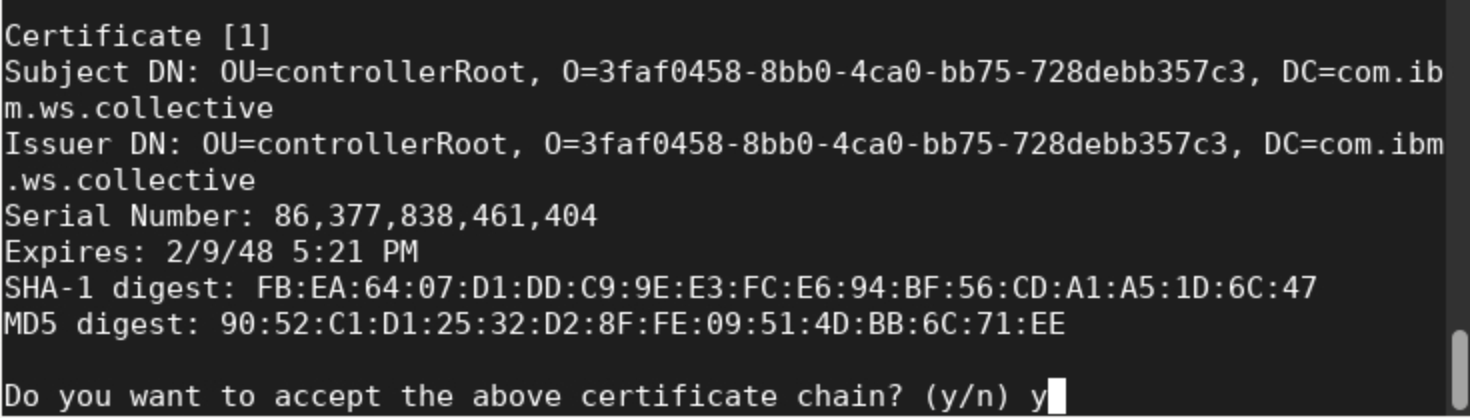 Certificate [1]
Subject DN: OU=controllerRoot, O=3faf0458-8bb0-4ca0-bb75-728debb357c3, DC=com.ib
m.ws.collective
Issuer DN: OU=controllerRoot, O=3faf0458-8bb0-4ca0-bb75-728debb357c3, DC=com.ibm
.ws.collective
Serial Number: 86,377,838,461,404
Expires: 2/9/48 5:21 PM
SHA-1 digest: FB:EA:64:07:D1:DD:C9:9E:E3:FC:E6:94:BF:56:CD:A1:A5:1D:6C:47
MD5 digest: 90:52:C1:D1:25:32:D2:8F:FE:09:51:4D:BB:6C:71:EE
Do you want to accept the above certificate chain? (y/n) y